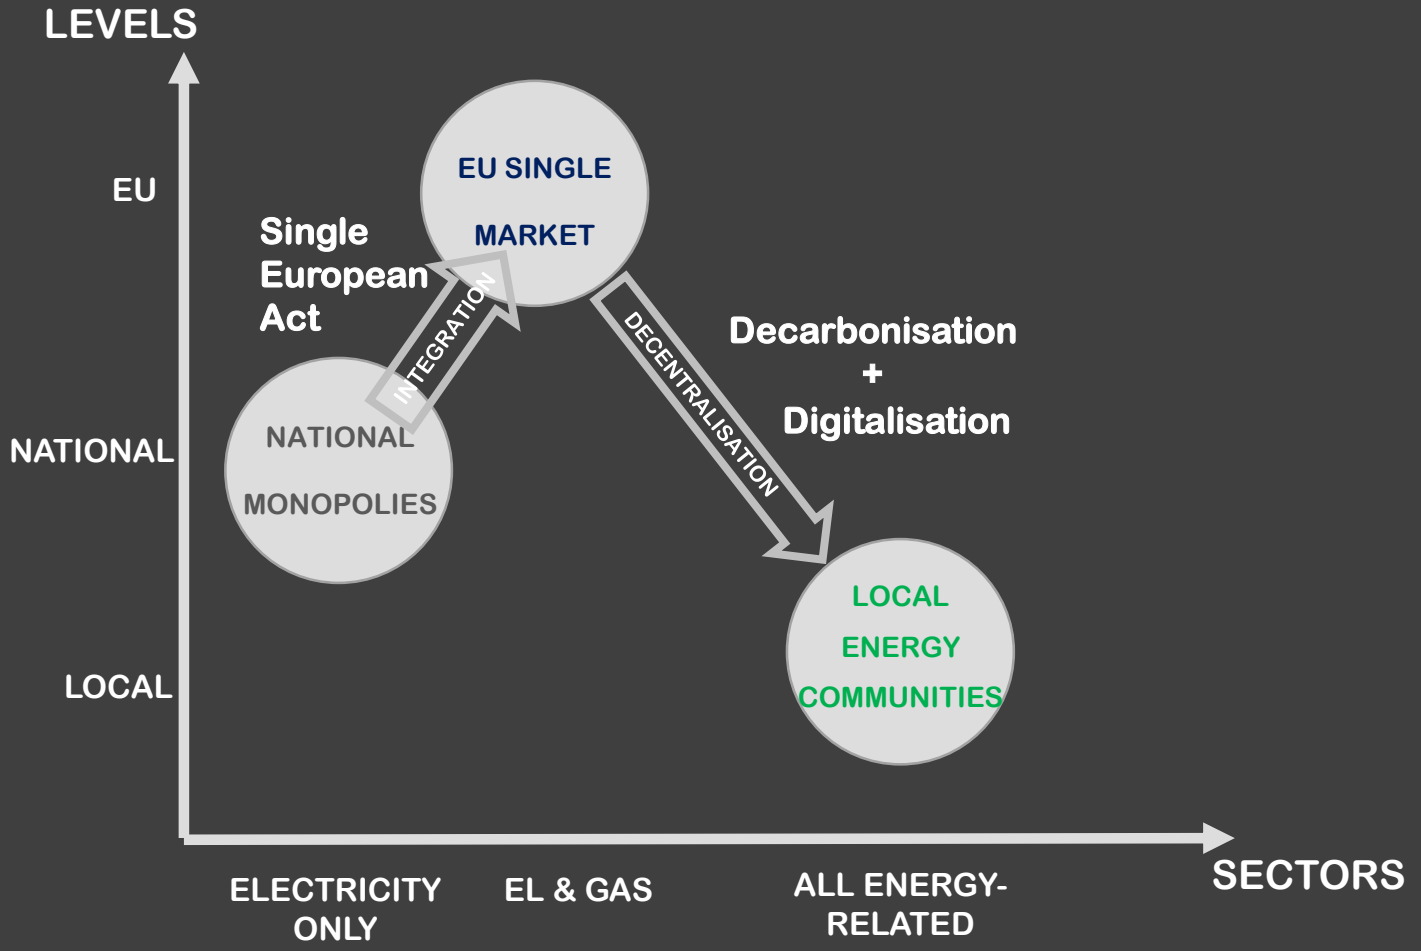 LEVELS
EU
NATIONAL
LOCAL
EU SINGLE
MARKET
Single
European
Act
INTEGRATION
NATIONAL
MONOPOLIES
DECENTRALISATION
Decarbonisation
+
Digitalisation
LOCAL
ENERGY
COMMUNITIES
ELECTRICITY
ONLY
EL & GAS
ALL ENERGY-
RELATED
SECTORS